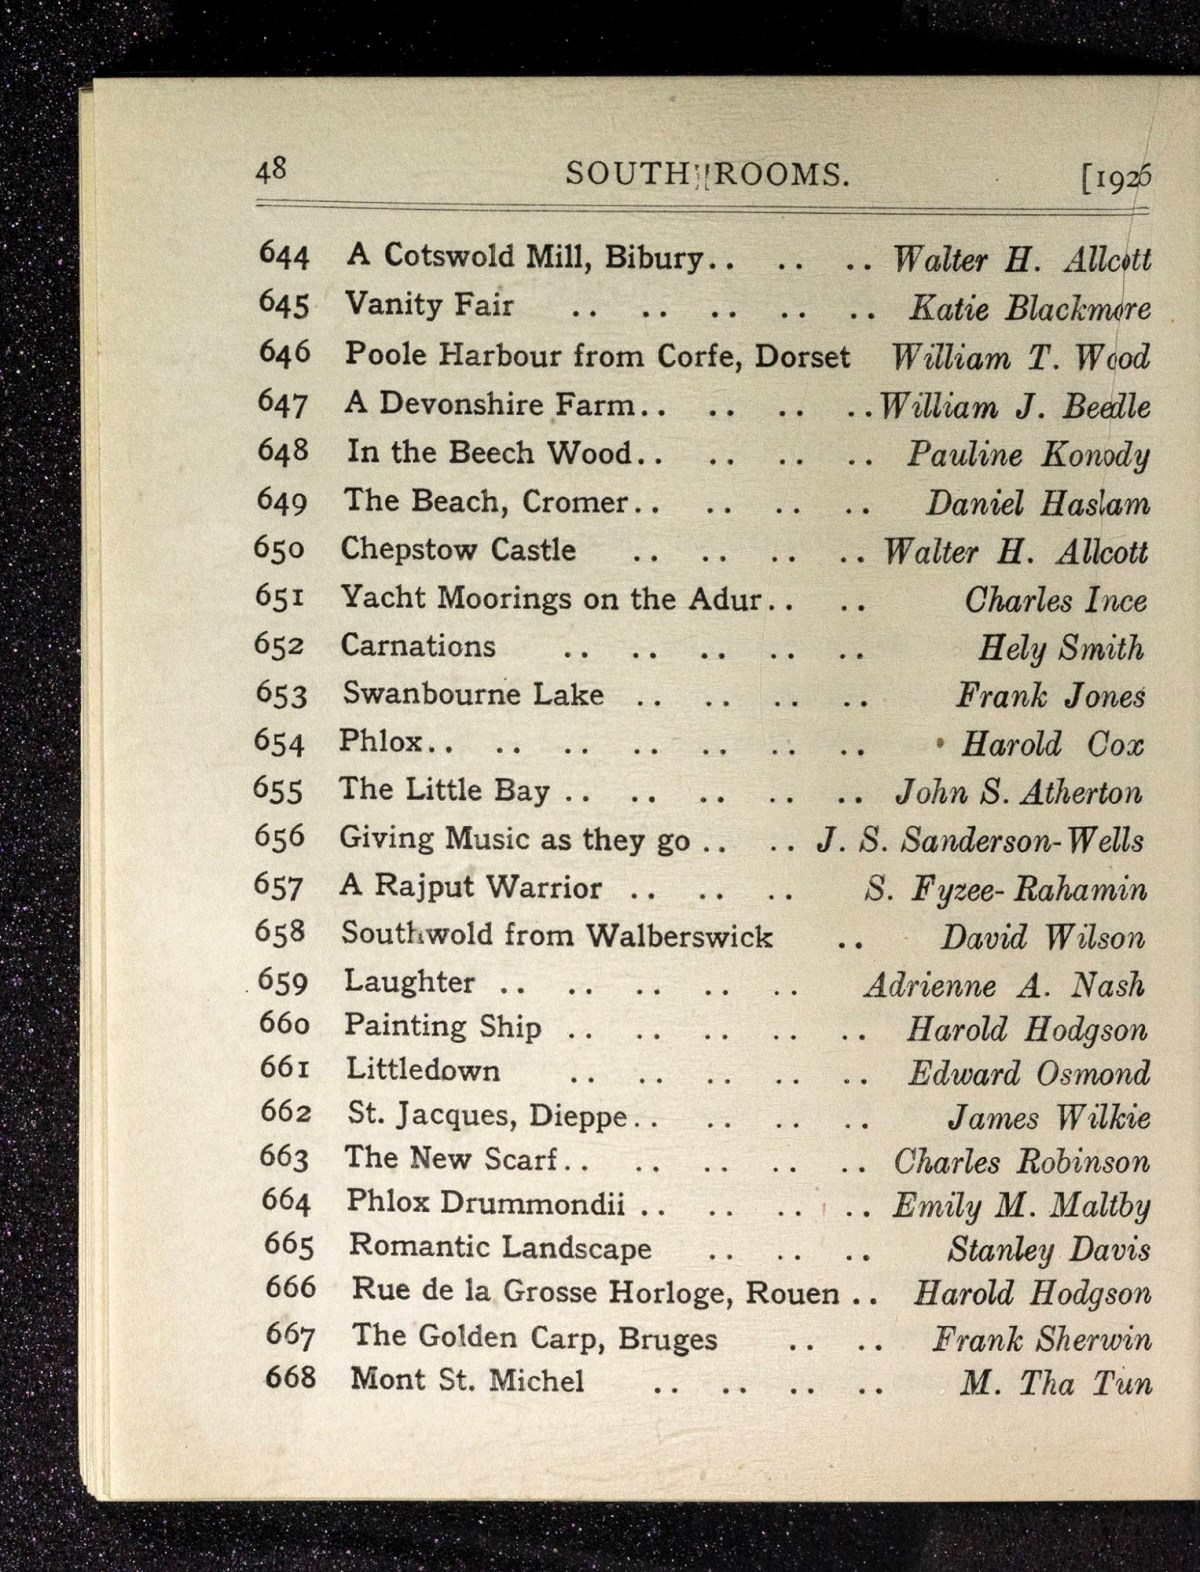 48 SOUTH ROOMS. [1926
644 A Cotswold Mill, Bibury.. .. .. Walter H. Allcott
645 Vanity Fair .. .. .. .. .. Katie Blackmore
646 Poole Harbour from Corfe, Dorset William T. Wood
647 A Devonshire Farm.. .. .. .. William J. Beedle
648 In the Beech Wood.. .. .. .. Pauline Konody
649 The Beach, Cromer.. .. .. .. Daniel Haslam
650 Chepstow Castle .. .. .. .. Walter H. Allcott
651 Yacht Moorings on the Adur.. .. Charles Ince
652 Carnations .. .. .. .. .. Hely Smith
653 Swanbourne Lake .. .. .. .. Frank Jones
654 Phlox.. .. .. .. .. .. .. Harold Cox
655 The Little Bay .. .. .. .. .. John S. Atherton
656 Giving Music as they go .. .. J. S. Sanderson-Wells
657 A Rajput Warrior .. .. .. S. Fyzee-Rahamin
658 Southwold from Walberswick .. David Wilson
659 Laughter .. .. .. .. .. Adrienne A. Nash
660 Painting Ship .. .. .. .. .. Harold Hodgson
661 Littledown .. .. .. .. .. Edward Osmond
662 St. Jacques, Dieppe.. .. .. .. James Wilkie
663 The New Scarf.. .. .. .. .. Charles Robinson
664 Phlox Drummondii .. .. .. .. Emily M. Maltby
665 Romantic Landscape .. .. .. Stanley Davis
666 Rue de la Grosse Horloge, Rouen .. Harold Hodgson
667 The Golden Carp, Bruges .. .. Frank Sherwin
668 Mont St. Michel .. .. .. .. M. Tha Tun